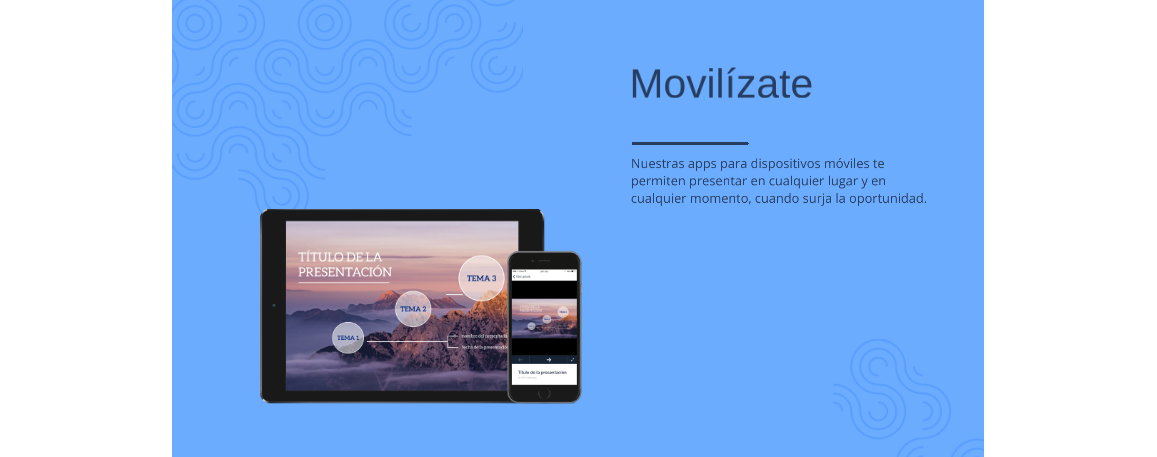 Movilízate
Nuestras apps para dispositivos móviles te
permiten presentar en cualquier lugar y en
cualquier momento, cuando surja la oportunidad.
TÍTULO DE LA
PRESENTACIÓN
TEMA 3
TEMA 2
TEMA 1
Título de la presentación